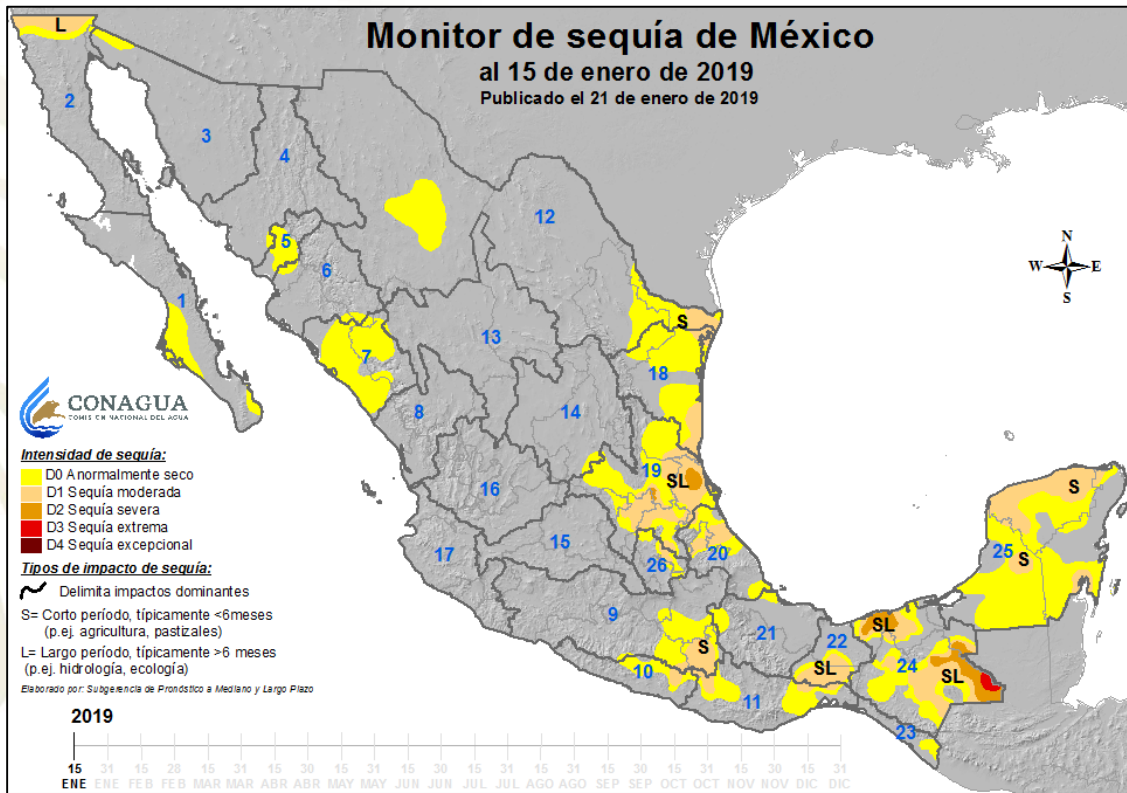 Monitor de sequía de México
al 15 de enero de 2019
Publicado el 21 de enero de 2019
L
2
3
4
12
N
W E
S
5
6
1
S
7
13
18
8
14
CONAGUA
COMISIÓN NACIONAL DEL AGUA
Intensidad de sequía:
D0 Anormalmente seco
D1 Sequía moderada
D2 Sequía severa
D3 Sequía extrema
D4 Sequía excepcional
19
SL
16
S
15
17
20
25
S
26
Tipos de impacto de sequía:
Delimita impactos dominantes
S= Corto período, típicamente <6meses
(p.ej. agricultura, pastizales)
L= Largo período, típicamente >6 meses
(p.ej. hidrología, ecología)
Elaborado por: Subgerencia de Pronóstico a Mediano y Largo Plazo
9
21
22
SL
S
10
SL
24
SL
11
23
2019
15 31 15 28 15 31 15 30 15 31 15 30 15 31 15 31 15 30 15 31 15 30 15 31
ENE ENE FEB FEB MAR MAR ABR ABR MAY MAY JUN JUN JUL JUL AGO AGO SEP SEP OCT OCT NOV NOV DIC DIC